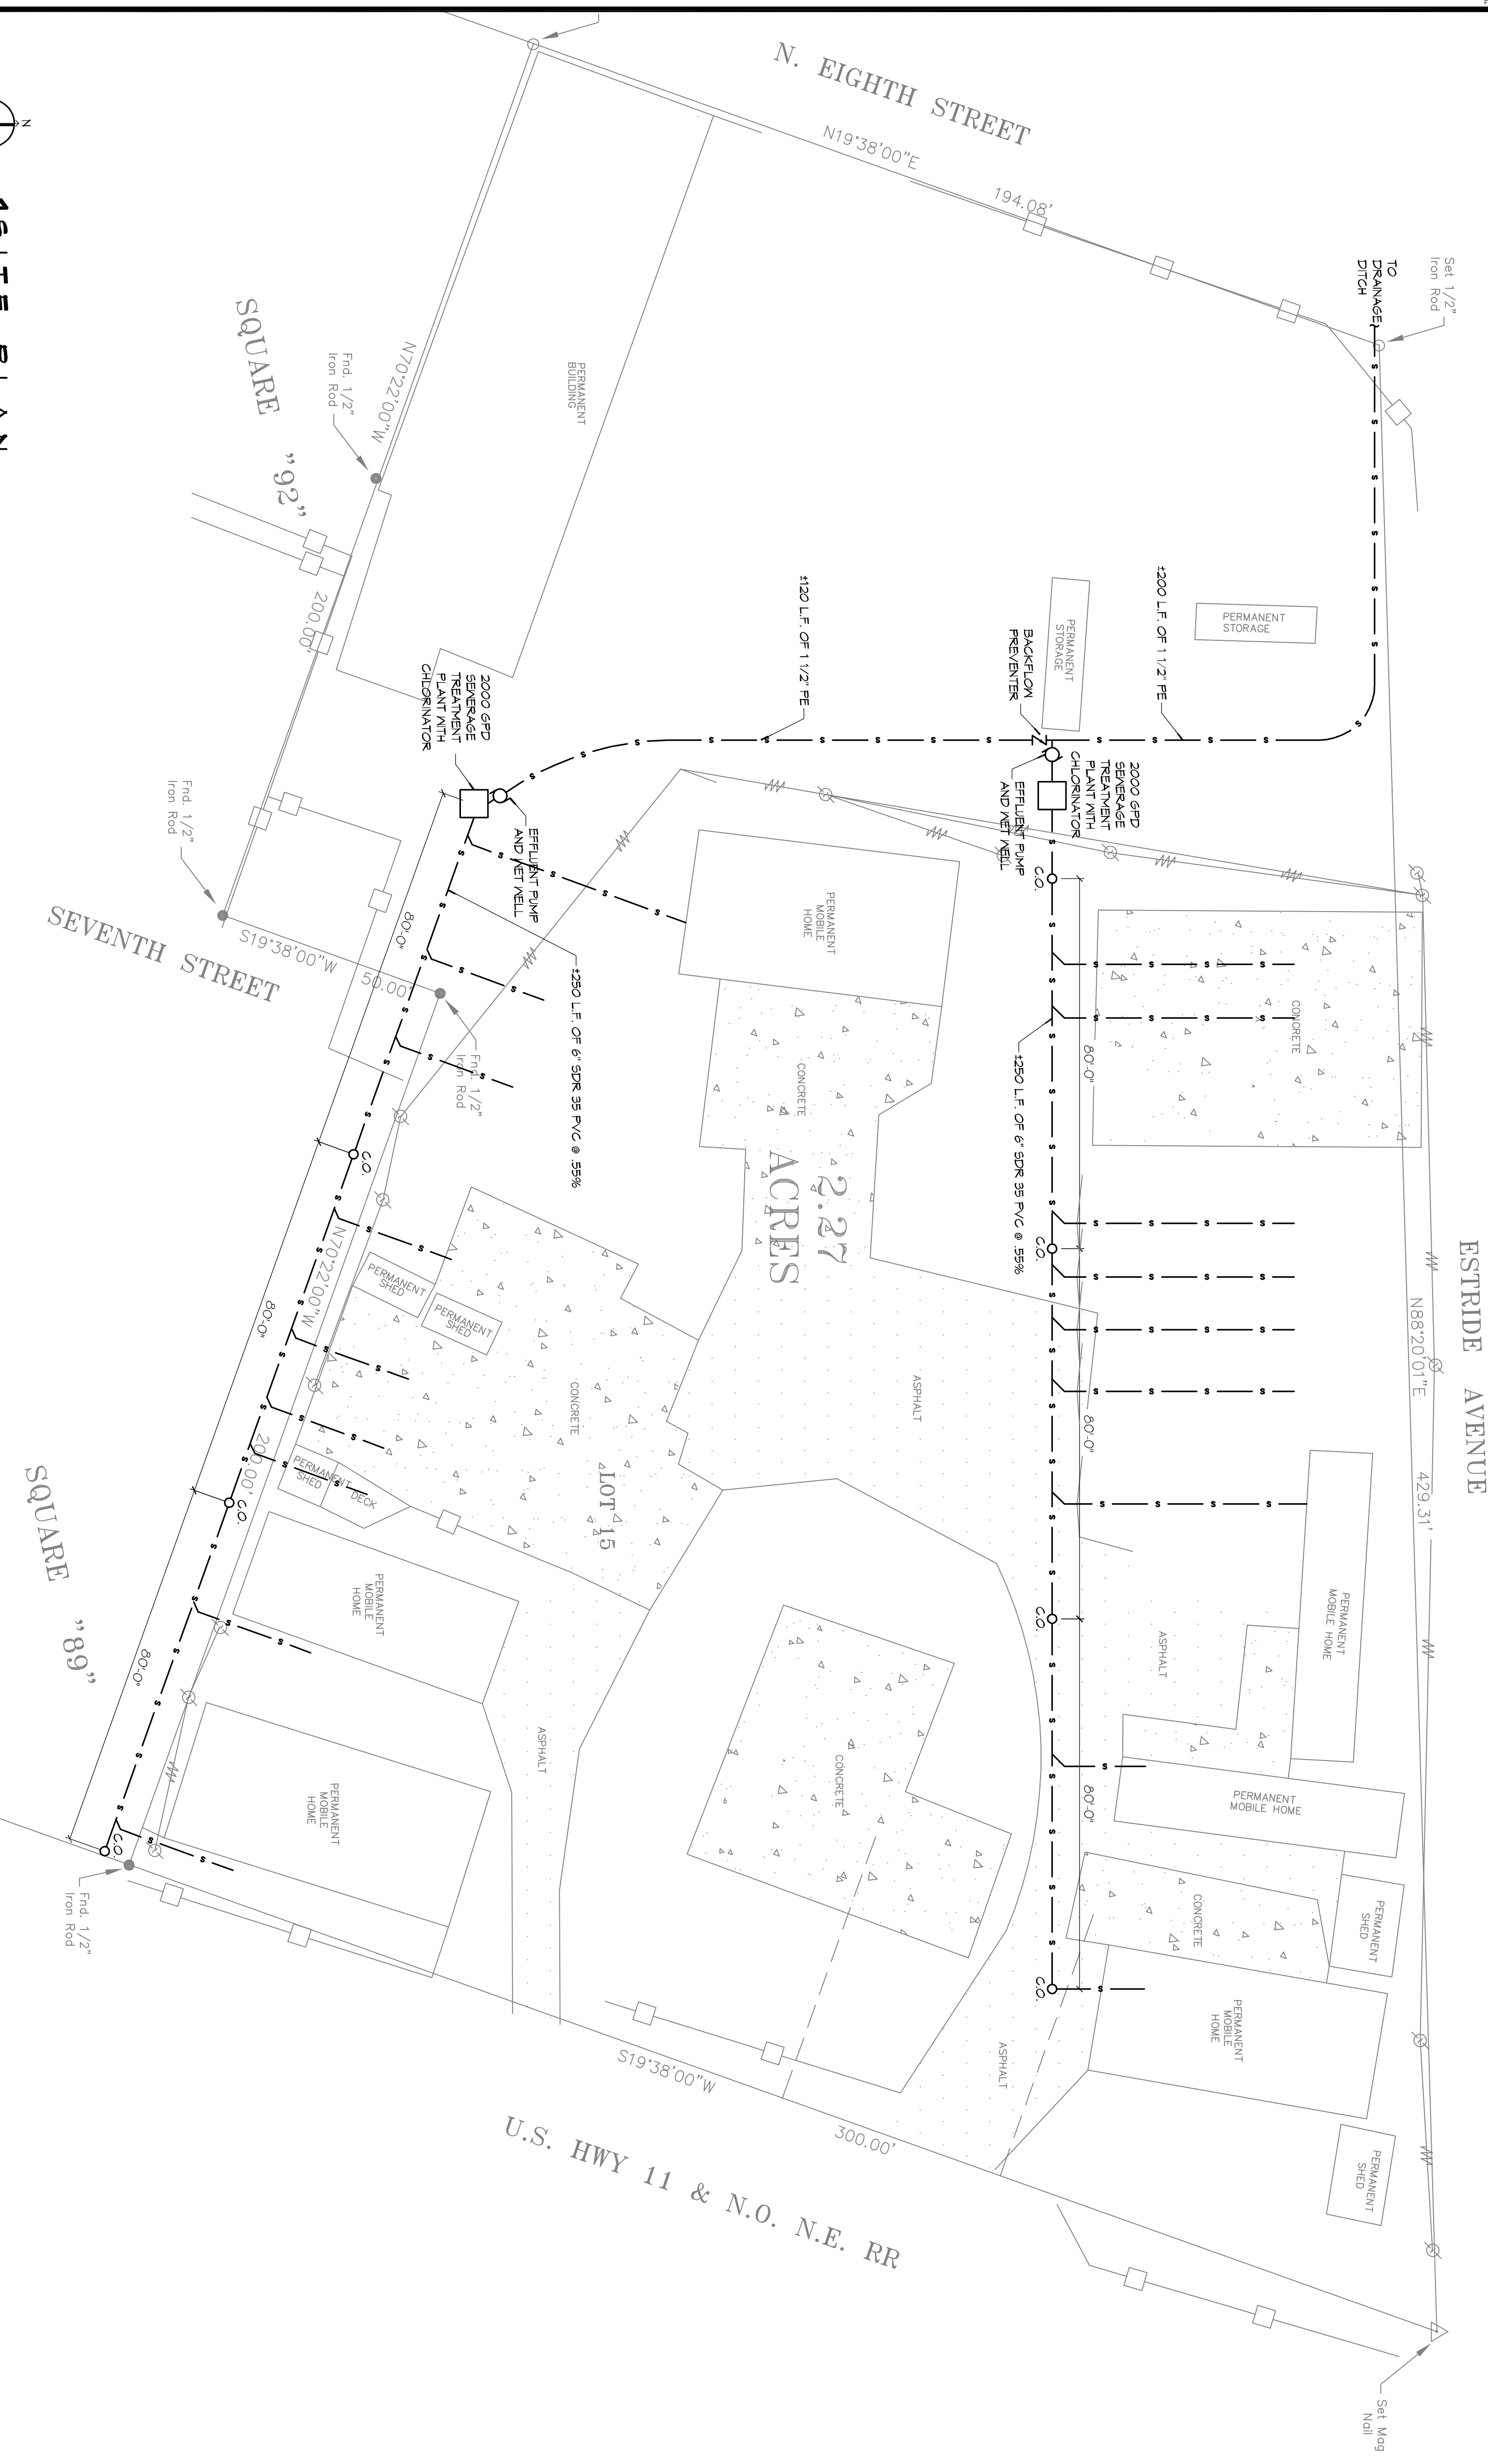 N. EIGHTH STREET
N19°38'00"E
194.08'
Set 1/2"
Iron Rod
TO
DRAINAGE
DITCH
N
SITE PLAN
SQUARE "92"
Fnd. 1/2"
Iron Rod
N70°22'00"W
200.00'
PERMANENT
BUILDING
±120 L.F. OF 1 1/2" PE
BACKFLOW
PREVENTER
PERMANENT
STORAGE
±200 L.F. OF 1 1/2" PE
PERMANENT
STORAGE
2000 GPD
SEWERAGE
TREATMENT
PLANT WITH
CHLORINATOR
2000 GPD
SEWERAGE
TREATMENT
PLANT WITH
CHLORINATOR
EFFLUENT PUMP
AND WET WELL
EFFLUENT PUMP
AND WET WELL
Fnd. 1/2"
Iron Rod
SEVENTH STREET
S19°38'00"W
50.00'
Fnd. 1/2"
Iron Rod
80'-0"
±250 L.F. OF 6" SDR 35 PVC @ .55%
PERMANENT
MOBILE
HOME
CONCRETE
C.O.
CONCRETE
80'-0"
±250 L.F. OF 6" SDR 35 PVC @ .55%
2.27
ACRES
C.O.
C.O.
ESTRIDE AVENUE
N88°20'01"E
429.31'
N70°22'00"W
200.00'
PERMANENT
SHED
PERMANENT
SHED
80'-0"
CONCRETE
ASPHALT
80'-0"
PERMANENT
SHED
DECK
LOT 15
C.O.
C.O.
SQUARE "89"
PERMANENT
MOBILE
HOME
ASPHALT
PERMANENT
MOBILE HOME
80'-0"
ASPHALT
CONCRETE
80'-0"
PERMANENT
MOBILE HOME
PERMANENT
MOBILE
HOME
C.O.
Fnd. 1/2"
Iron Rod
CONCRETE
PERMANENT
SHED
C.O.
ASPHALT
PERMANENT
MOBILE
HOME
S19°38'00"W
300.00'
PERMANENT
SHED
U.S. HWY 11 & N.O. N.E. RR
Set Mag
Nail